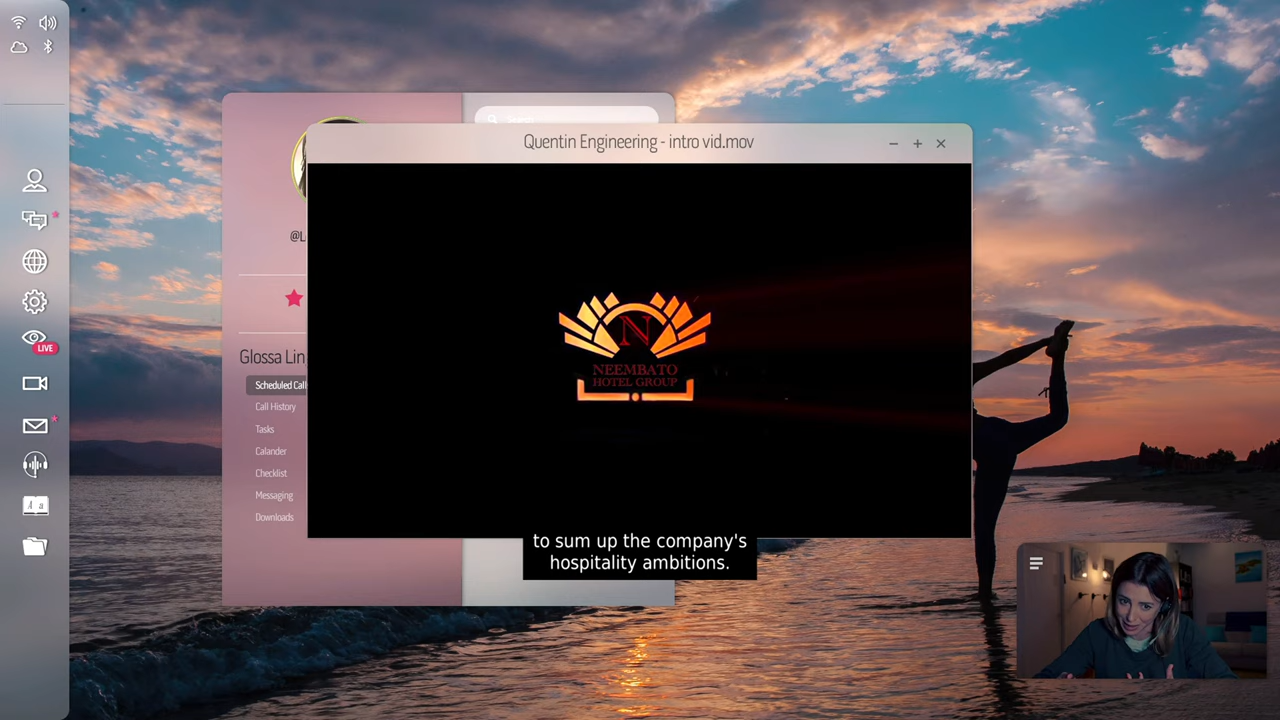 Search
Quentin Engineering - intro vid.mov
@L
LIVE
Glossa Lin
Scheduled Call
Call History
Tasks
Calander
Checklist
Messaging
Downloads
A a
N
NEEMBATO
HOTEL GROUP
to sum up the company's
hospitality ambitions.